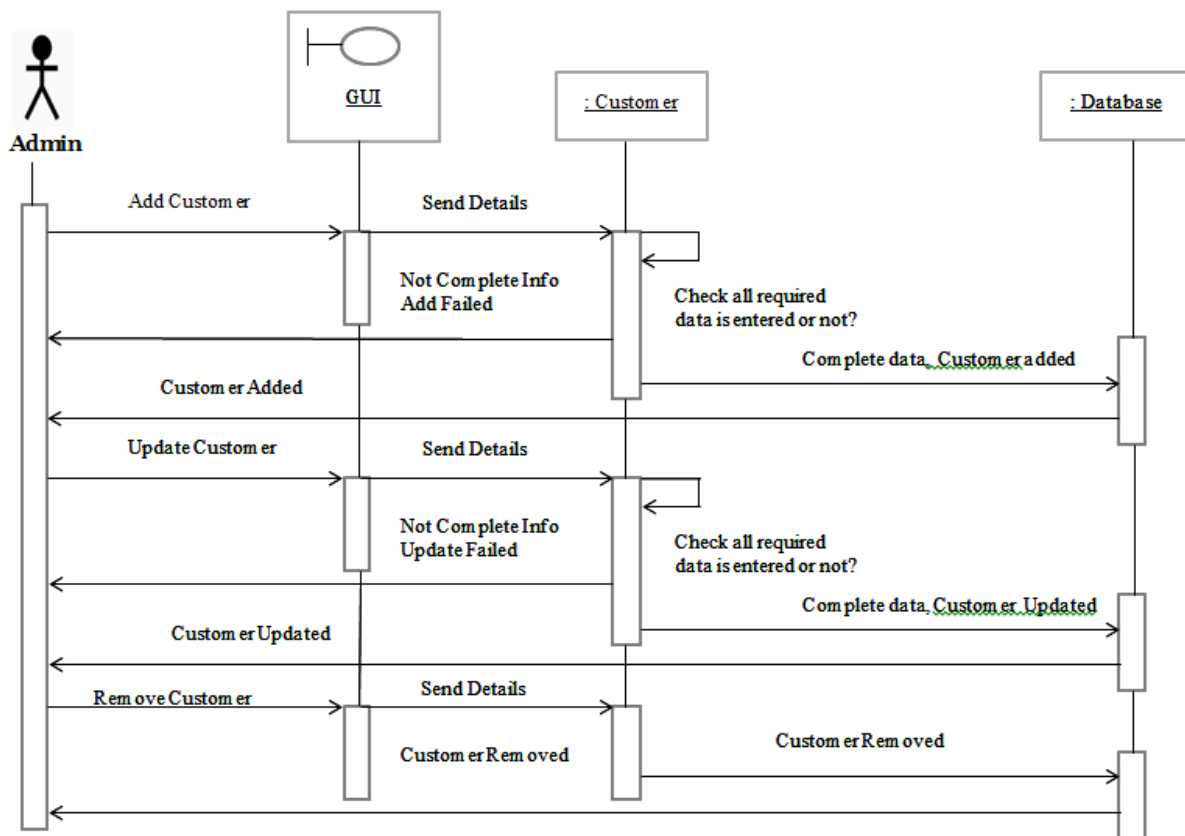 GUI
: Customer
: Database
Admin
Add Customer
Send Details
Not Complete Info
Add Failed
Check all required
data is entered or not?
Complete data, Customer added
Customer Added
Update Customer
Send Details
Not Complete Info
Update Failed
Check all required
data is entered or not?
Complete data, Customer Updated
Customer Updated
Remove Customer
Send Details
Customer Removed
Customer Removed